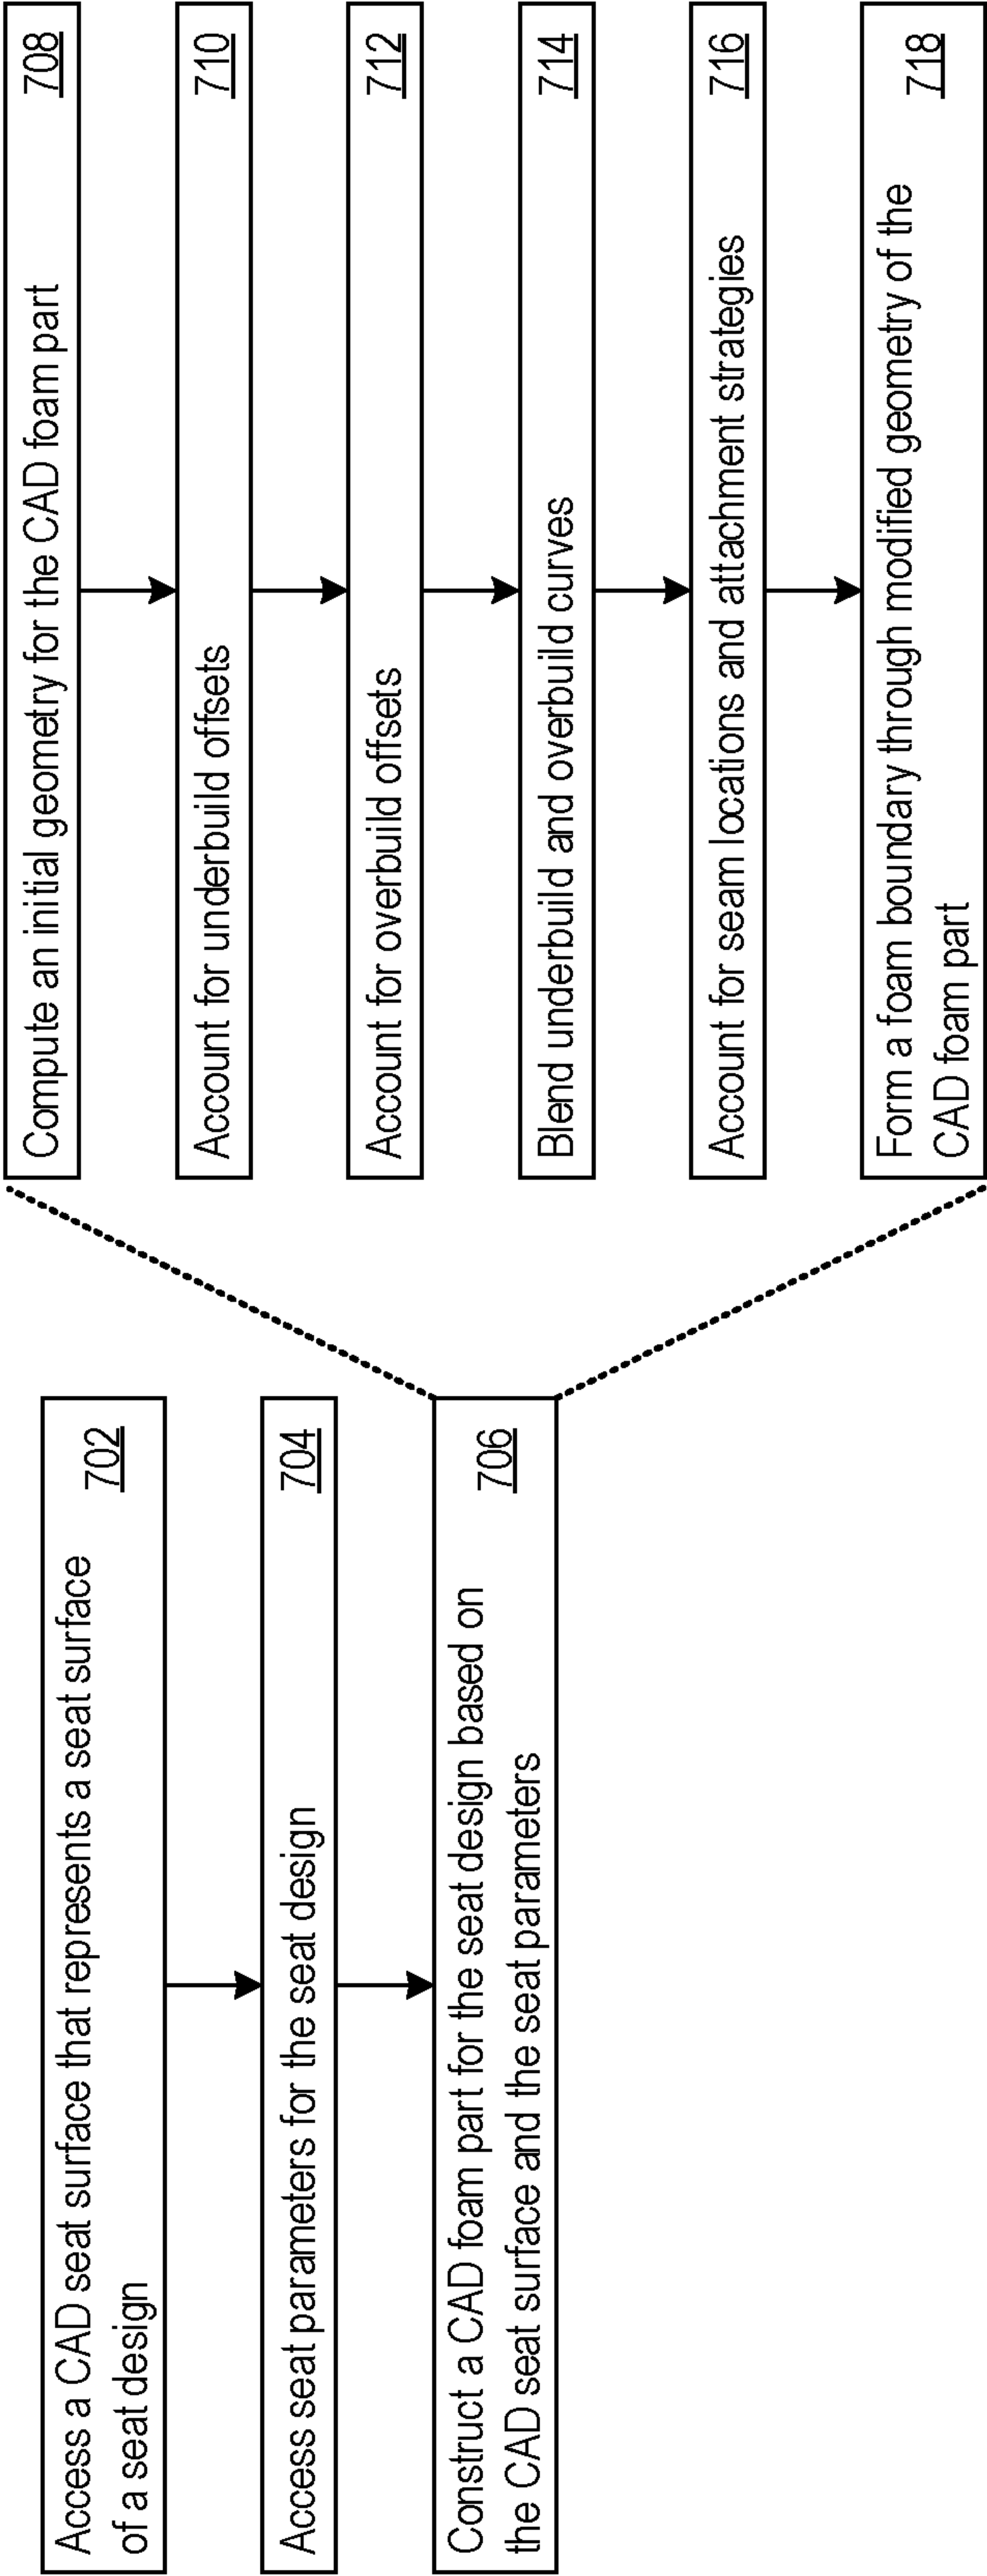 Access a CAD seat surface that represents a seat surface 702
of a seat design
Access seat parameters for the seat design 704
Construct a CAD foam part for the seat design based on 706
the CAD seat surface and the seat parameters
Compute an initial geometry for the CAD foam part 708
Account for underbuild offsets 710
Account for overbuild offsets 712
Blend underbuild and overbuild curves 714
Account for seam locations and attachment strategies 716
Form a foam boundary through modified geometry of the 718
CAD foam part